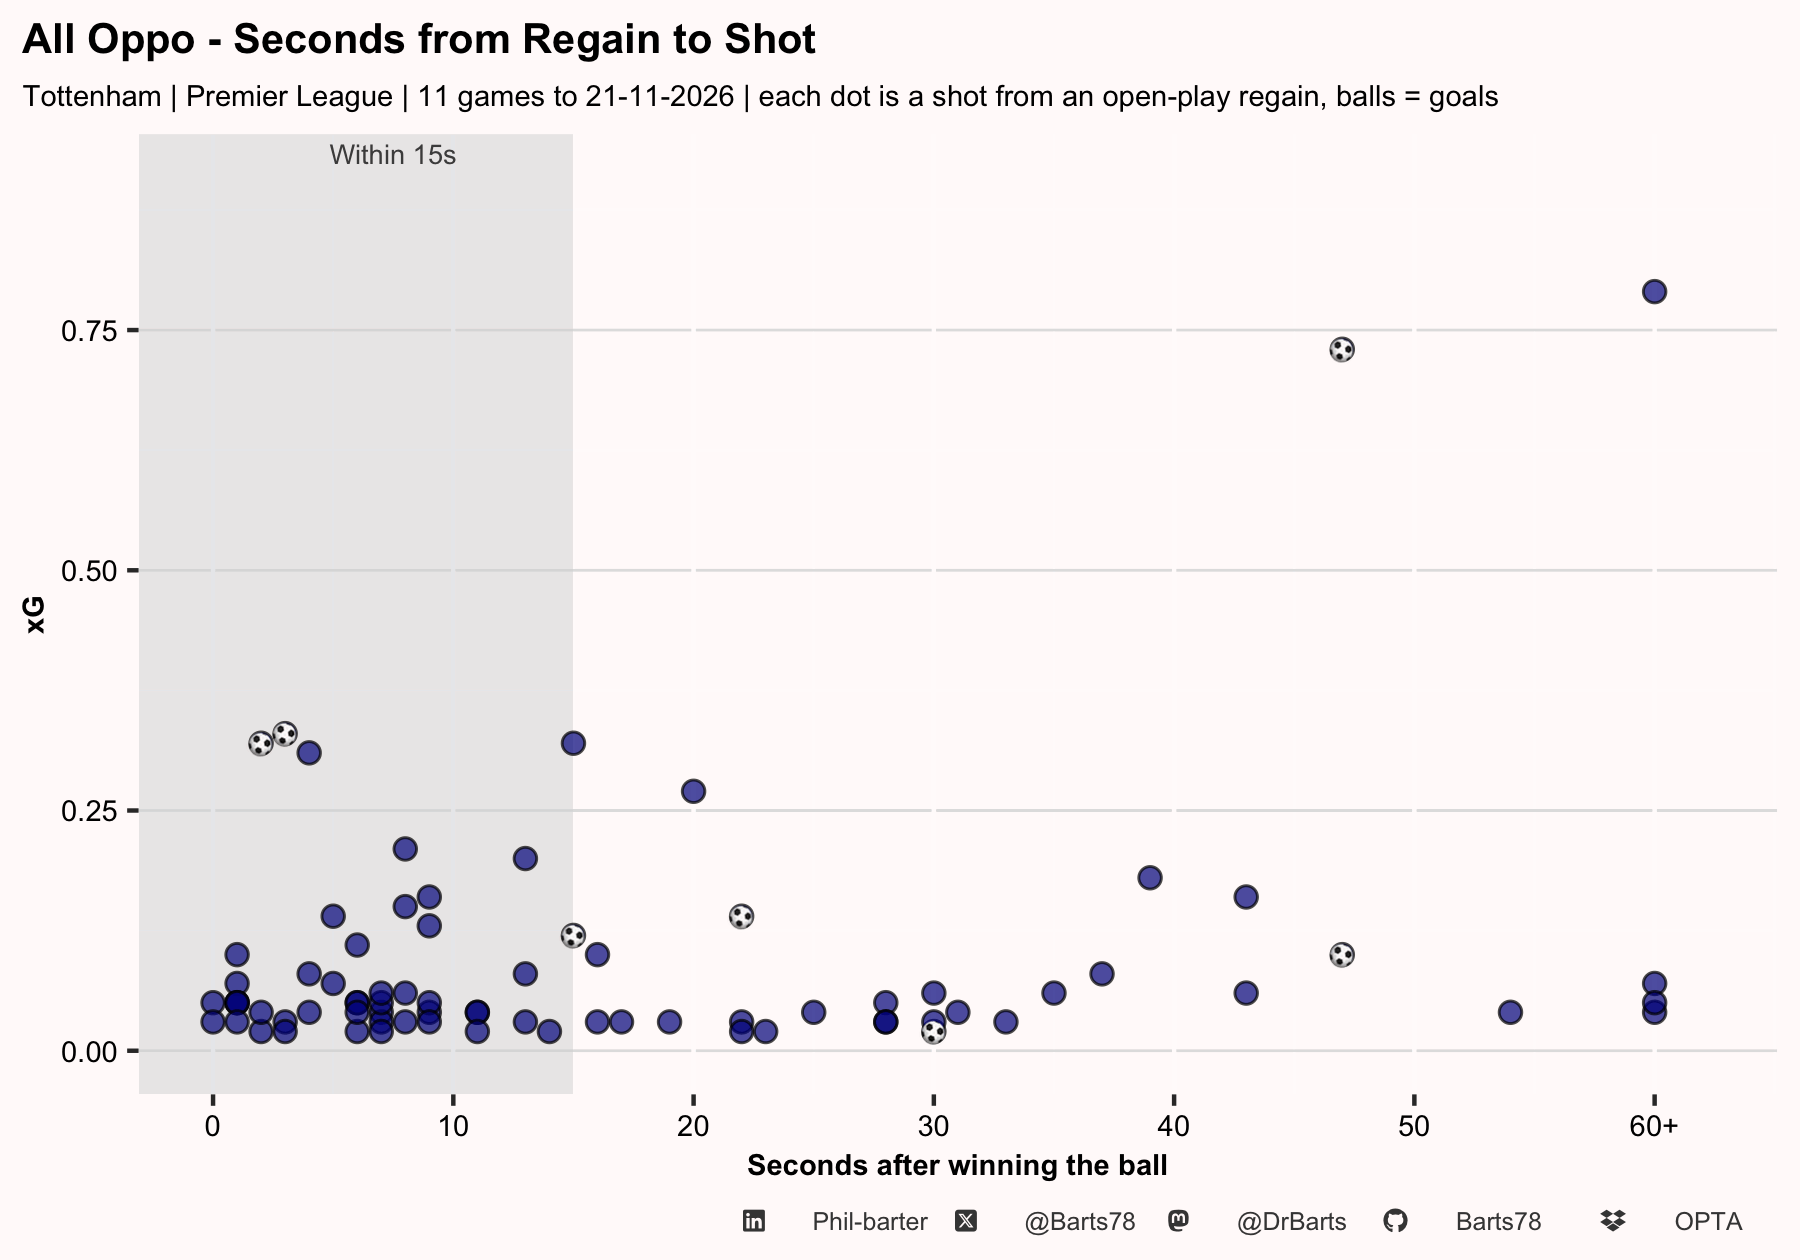 All Oppo - Seconds from Regain to Shot
Tottenham | Premier League | 11 games to 21-11-2026 | each dot is a shot from an open-play regain, balls = goals
Within 15s
0.75
0.50
xG
0.25
0.00
0 10 20 30 40 50 60+
Seconds after winning the ball
Phil-barter @Barts78 @DrBarts Barts78 OPTA